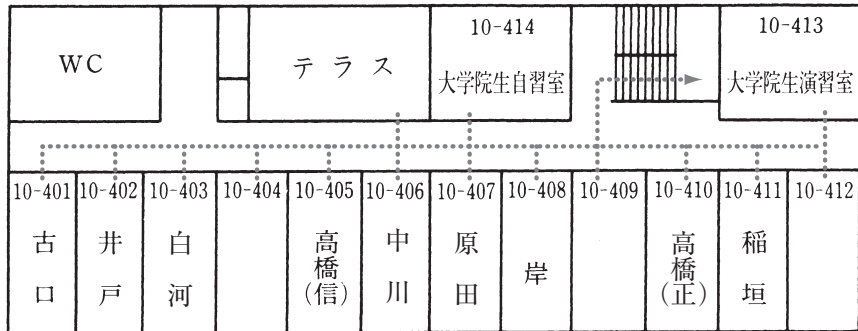 WC
テラス
10-414
大学院生自習室
10-413
大学院生演習室
10-401
古口
10-402
井戸
10-403
白河
10-404
10-405
高橋(信)
10-406
中川
10-407
原田
10-408
岸
10-409
10-410
高橋(正)
10-411
稲垣
10-412